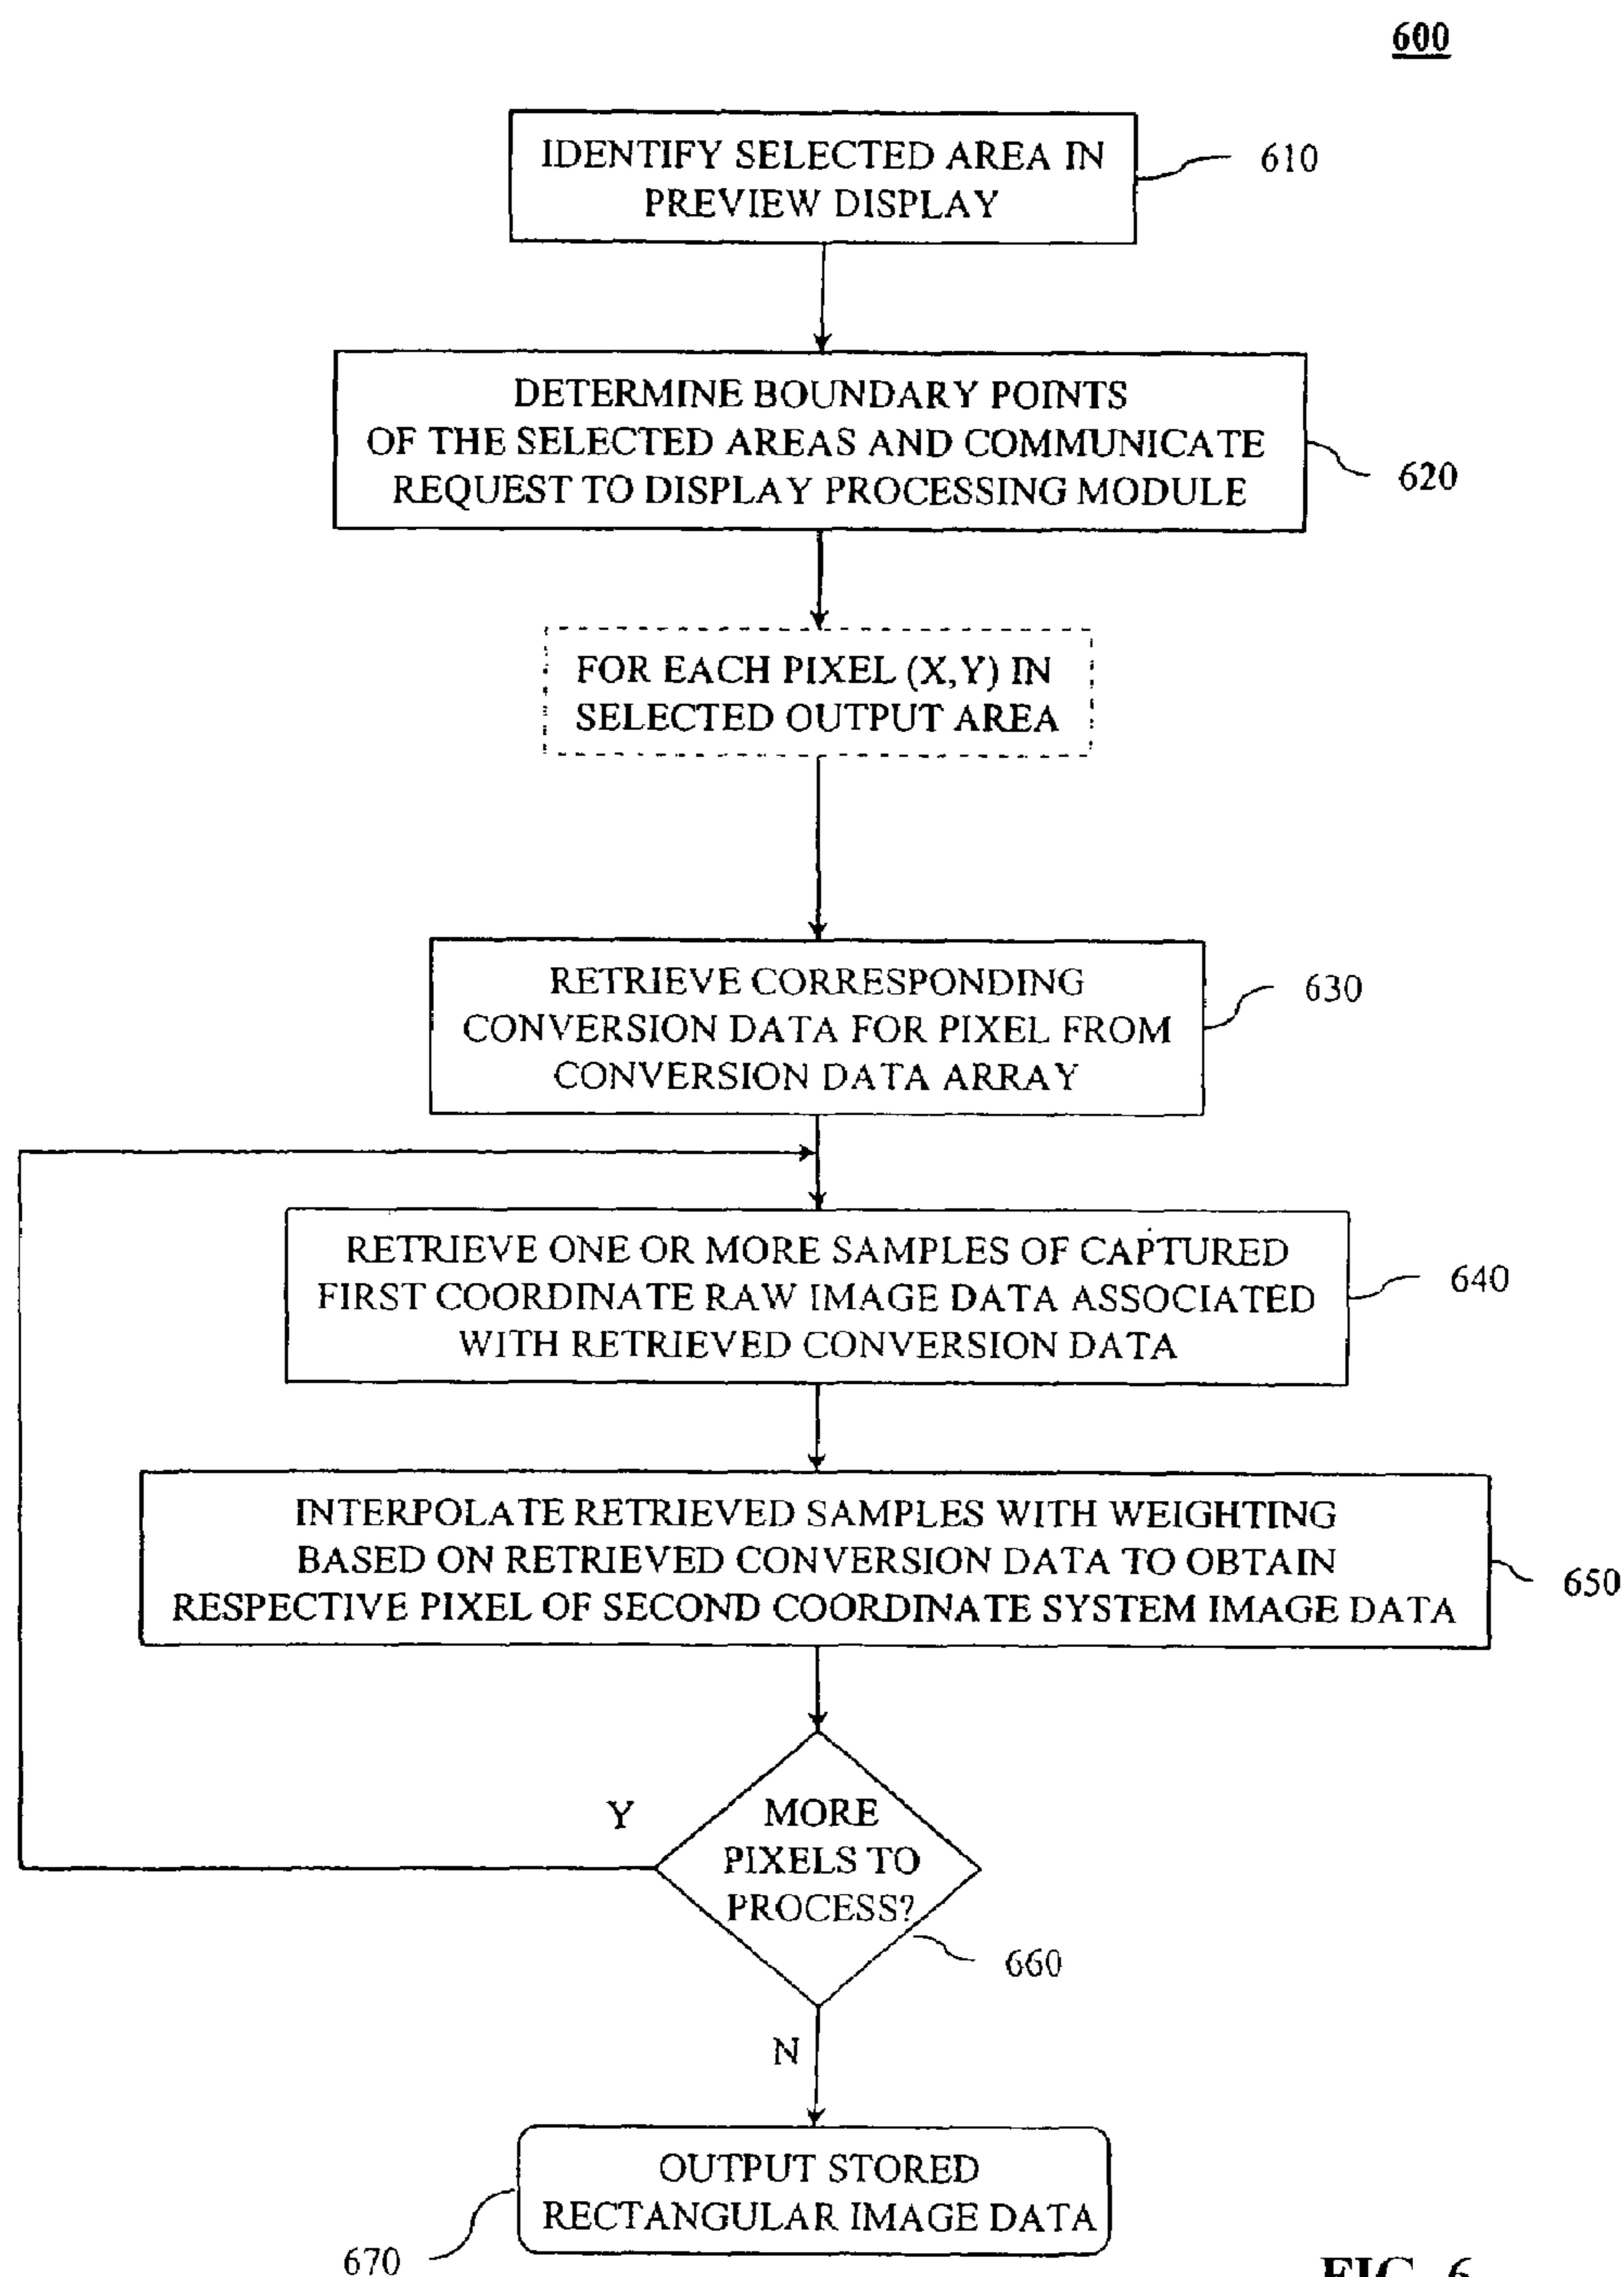 600
IDENTIFY SELECTED AREA IN
PREVIEW DISPLAY
610
DETERMINE BOUNDARY POINTS
OF THE SELECTED AREAS AND COMMUNICATE
REQUEST TO DISPLAY PROCESSING MODULE
620
FOR EACH PIXEL (X,Y) IN
SELECTED OUTPUT AREA
RETRIEVE CORRESPONDING
CONVERSION DATA FOR PIXEL FROM
CONVERSION DATA ARRAY
630
RETRIEVE ONE OR MORE SAMPLES OF CAPTURED
FIRST COORDINATE RAW IMAGE DATA ASSOCIATED
WITH RETRIEVED CONVERSION DATA
640
INTERPOLATE RETRIEVED SAMPLES WITH WEIGHTING
BASED ON RETRIEVED CONVERSION DATA TO OBTAIN
RESPECTIVE PIXEL OF SECOND COORDINATE SYSTEM IMAGE DATA
650
Y
MORE
PIXELS TO
PROCESS?
660
N
OUTPUT STORED
RECTANGULAR IMAGE DATA
670
FIG. 6